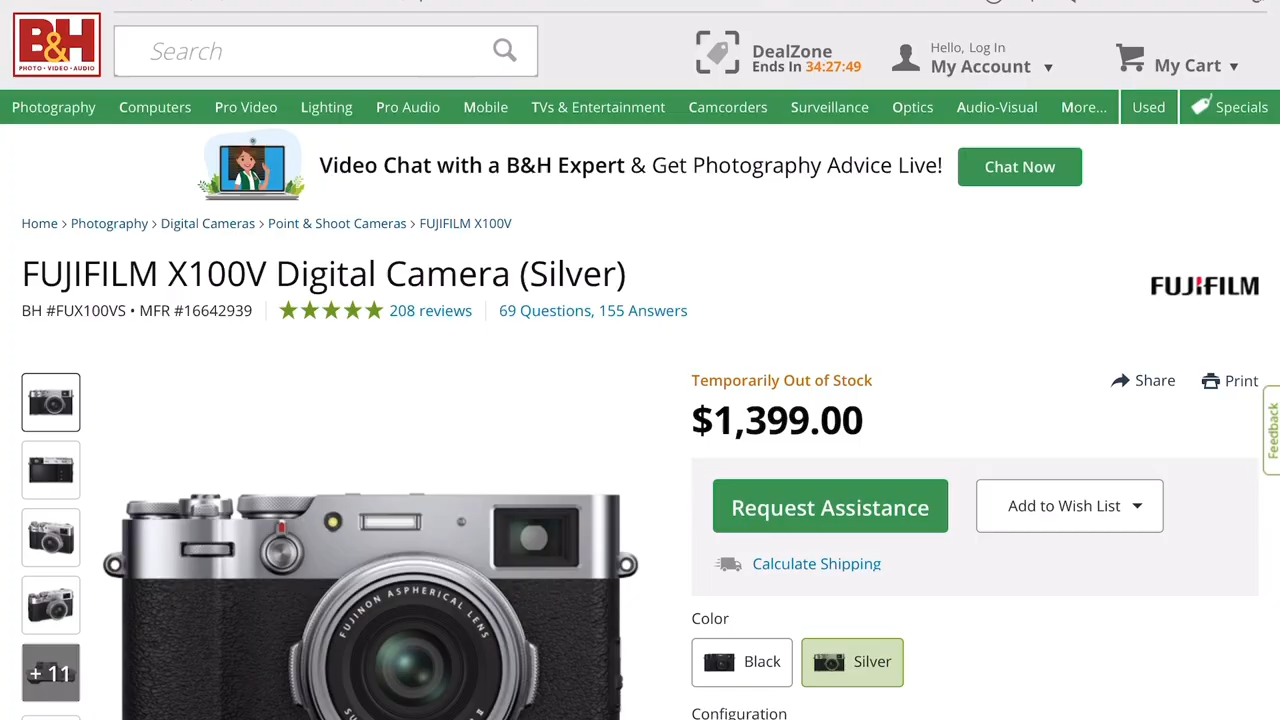 B&H
PHOTO • VIDEO • AUDIO
Search
DealZone
Ends In 34:27:49
Hello, Log In
My Account
My Cart
Photography Computers Pro Video Lighting Pro Audio Mobile TVs & Entertainment Camcorders Surveillance Optics Audio-Visual More... Used Specials
Video Chat with a B&H Expert & Get Photography Advice Live! Chat Now
Home > Photography > Digital Cameras > Point & Shoot Cameras > FUJIFILM X100V
FUJIFILM X100V Digital Camera (Silver)
FUJIFILM
BH #FUX100VS • MFR #16642939 208 reviews 69 Questions, 155 Answers
Temporarily Out of Stock
Share Print
$1,399.00
Feedback
Request Assistance Add to Wish List
Calculate Shipping
FUJINON ASPHERICAL LENS
Color
Black Silver
+ 11
Configuration